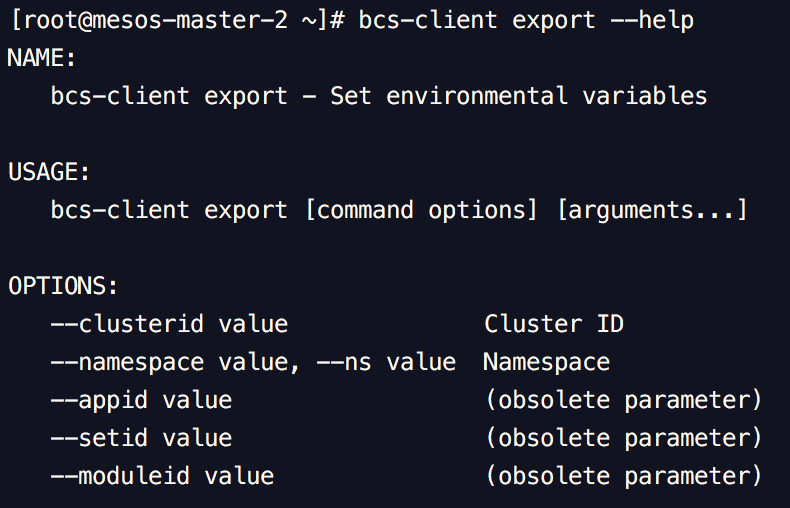 [root@mesos-master-2 ~]# bcs-client export --help
NAME:
   bcs-client export - Set environmental variables

USAGE:
   bcs-client export [command options] [arguments...]

OPTIONS:
   --clusterid value              Cluster ID
   --namespace value, --ns value  Namespace
   --appid value                  (obsolete parameter)
   --setid value                  (obsolete parameter)
   --moduleid value               (obsolete parameter)